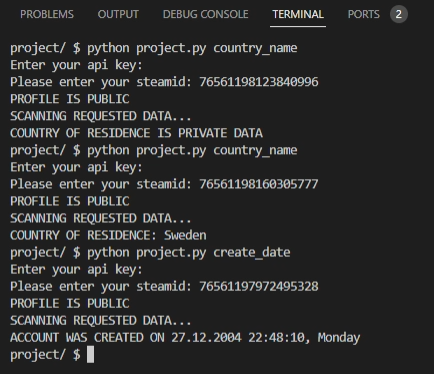 PROBLEMS OUTPUT DEBUG CONSOLE TERMINAL PORTS 2
project/ $ python project.py country_name
Enter your api key:
Please enter your steamid: 76561198123840996
PROFILE IS PUBLIC
SCANNING REQUESTED DATA...
COUNTRY OF RESIDENCE IS PRIVATE DATA
project/ $ python project.py country_name
Enter your api key:
Please enter your steamid: 76561198160305777
PROFILE IS PUBLIC
SCANNING REQUESTED DATA...
COUNTRY OF RESIDENCE: Sweden
project/ $ python project.py create_date
Enter your api key:
Please enter your steamid: 76561197972495328
PROFILE IS PUBLIC
SCANNING REQUESTED DATA...
ACCOUNT WAS CREATED ON 27.12.2004 22:48:10, Monday
project/ $